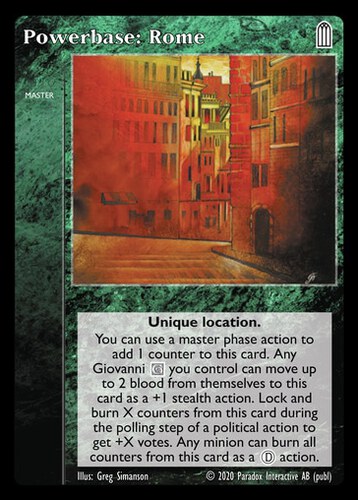 Powerbase: Rome
MASTER
Unique location.
You can use a master phase action to
add 1 counter to this card. Any
Giovanni you control can move up
to 2 blood from themselves to this
card as a +1 stealth action. Lock and
burn X counters from this card during
the polling step of a political action to
get +X votes. Any minion can burn all
counters from this card as a Ⓓ action.
Illus: Greg Simanson © 2020 Paradox Interactive AB (publ)